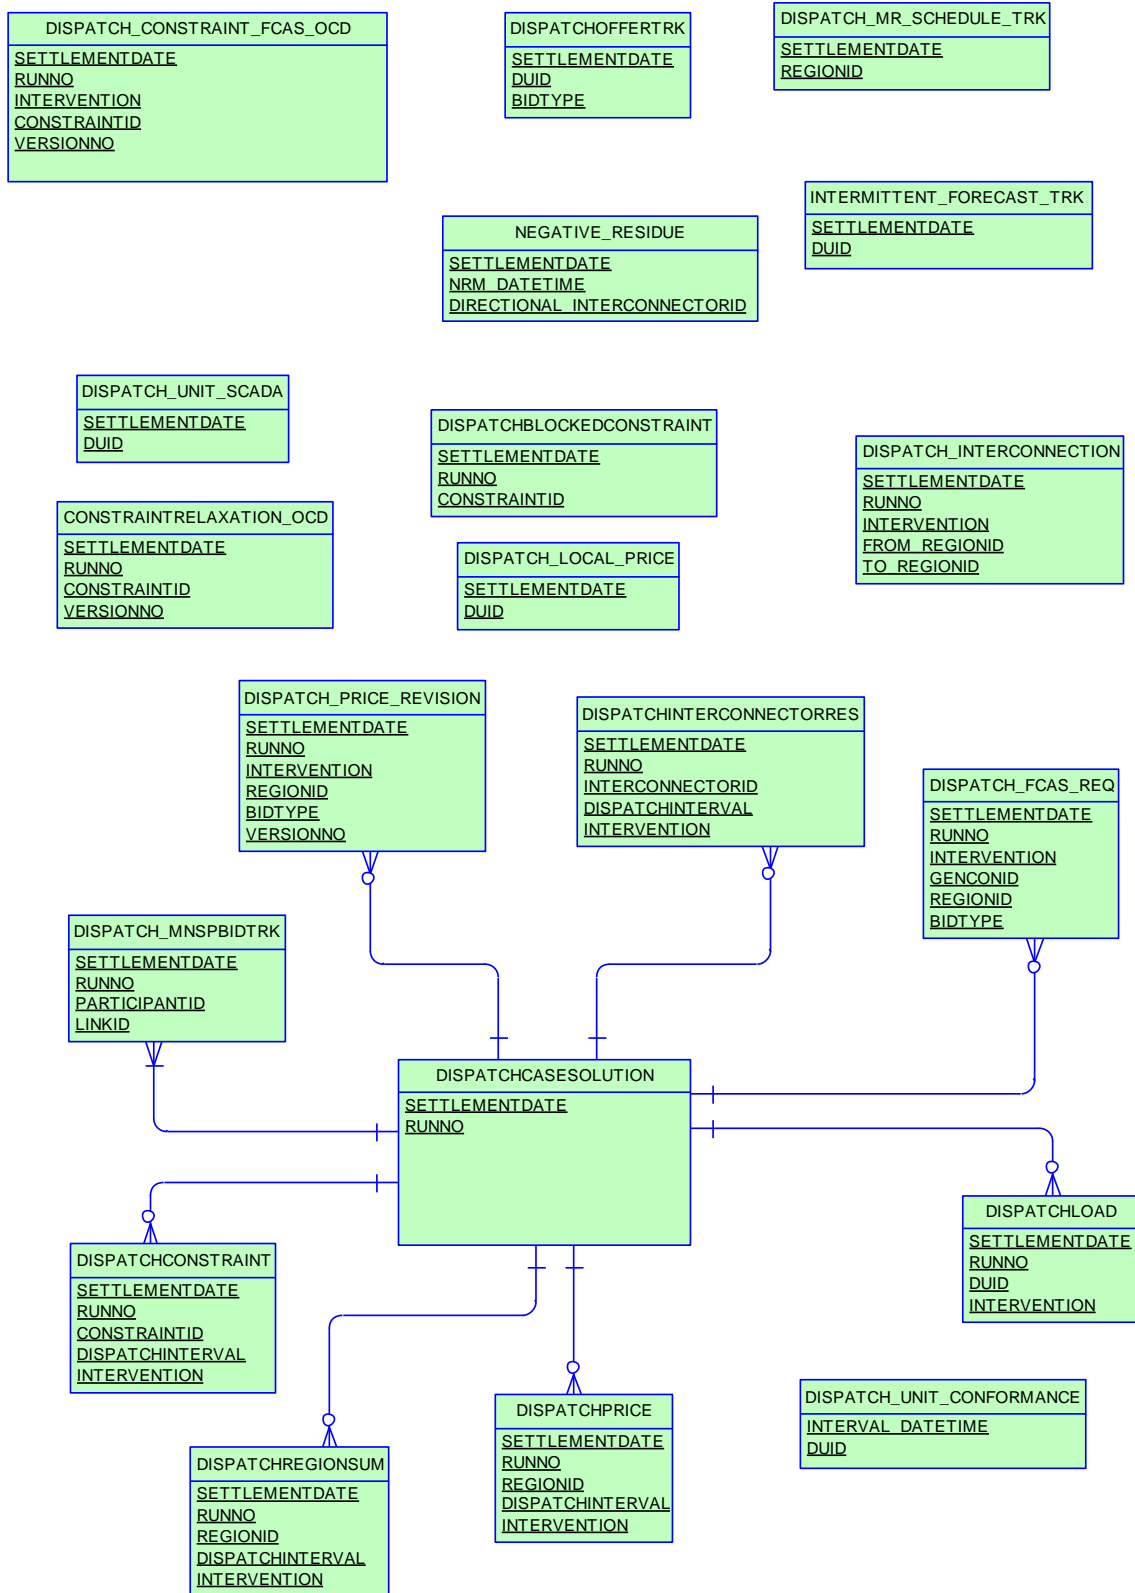 DISPATCH_CONSTRAINT_FCAS_OCD
SETTLEMENTDATE
RUNNO
INTERVENTION
CONSTRAINTID
VERSIONNO
DISPATCHOFFERTRK
SETTLEMENTDATE
DUID
BIDTYPE
DISPATCH_MR_SCHEDULE_TRK
SETTLEMENTDATE
REGIONID
INTERMITTENT_FORECAST_TRK
SETTLEMENTDATE
DUID
NEGATIVE_RESIDUE
SETTLEMENTDATE
NRM_DATETIME
DIRECTIONAL_INTERCONNECTORID
DISPATCH_UNIT_SCADA
SETTLEMENTDATE
DUID
DISPATCHBLOCKEDCONSTRAINT
SETTLEMENTDATE
RUNNO
CONSTRAINTID
DISPATCH_INTERCONNECTION
SETTLEMENTDATE
RUNNO
INTERVENTION
FROM_REGIONID
TO_REGIONID
CONSTRAINTRELAXATION_OCD
SETTLEMENTDATE
RUNNO
CONSTRAINTID
VERSIONNO
DISPATCH_LOCAL_PRICE
SETTLEMENTDATE
DUID
DISPATCH_PRICE_REVISION
SETTLEMENTDATE
RUNNO
INTERVENTION
REGIONID
BIDTYPE
VERSIONNO
DISPATCHINTERCONNECTORRES
SETTLEMENTDATE
RUNNO
INTERCONNECTORID
DISPATCHINTERVAL
INTERVENTION
DISPATCH_FCAS_REQ
SETTLEMENTDATE
RUNNO
INTERVENTION
GENCONID
REGIONID
BIDTYPE
DISPATCH_MNSPBIDTRK
SETTLEMENTDATE
RUNNO
PARTICIPANTID
LINKID
DISPATCHCASESOLUTION
SETTLEMENTDATE
RUNNO
DISPATCHLOAD
SETTLEMENTDATE
RUNNO
DUID
INTERVENTION
DISPATCHCONSTRAINT
SETTLEMENTDATE
RUNNO
CONSTRAINTID
DISPATCHINTERVAL
INTERVENTION
DISPATCHPRICE
SETTLEMENTDATE
RUNNO
REGIONID
DISPATCHINTERVAL
INTERVENTION
DISPATCH_UNIT_CONFORMANCE
INTERVAL_DATETIME
DUID
DISPATCHREGIONSUM
SETTLEMENTDATE
RUNNO
REGIONID
DISPATCHINTERVAL
INTERVENTION